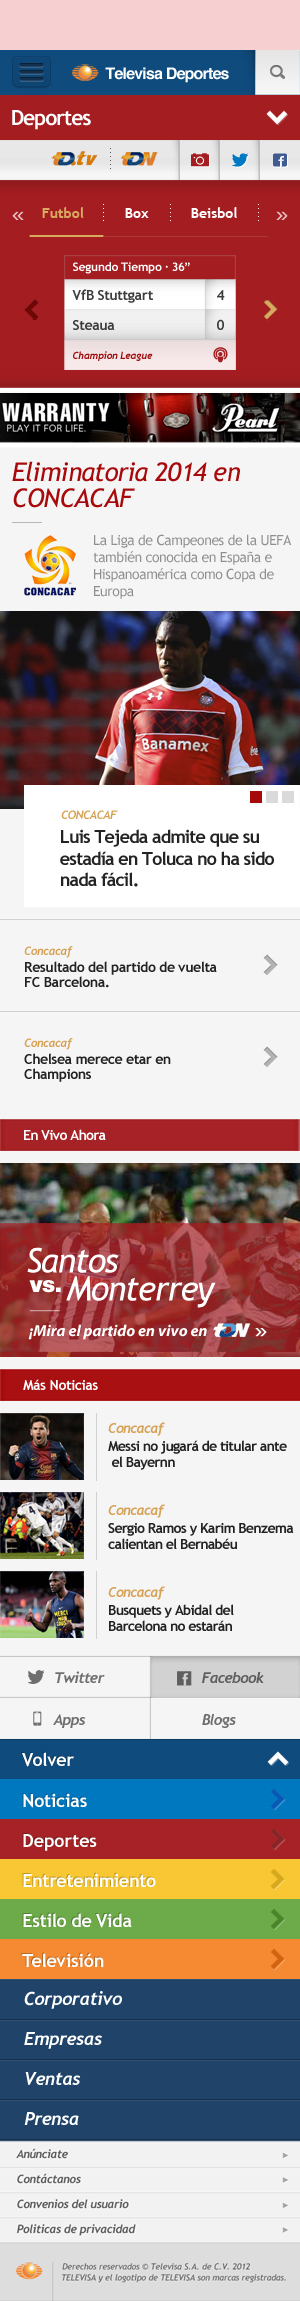 Televisa Deportes
Deportes
tD.tv
tDN
« Futbol Box Beisbol »
Segundo Tiempo · 36”
VfB Stuttgart 4
Steaua 0
Champion League
WARRANTY
PLAY IT FOR LIFE.
Pearl
Eliminatoria 2014 en
CONCACAF
CONCACAF
La Liga de Campeones de la UEFA
también conocida en España e
Hispanoamérica como Copa de
Europa
Banamex
CONCACAF
Luis Tejeda admite que su
estadía en Toluca no ha sido
nada fácil.
Concacaf
Resultado del partido de vuelta
FC Barcelona.
Concacaf
Chelsea merece etar en
Champions
En Vivo Ahora
Santos
vs. Monterrey
¡Mira el partido en vivo en tDN »
Más Noticias
Concacaf
Messi no jugará de titular ante
el Bayernn
Concacaf
Sergio Ramos y Karim Benzema
calientan el Bernabéu
Concacaf
Busquets y Abidal del
Barcelona no estarán
Twitter
Facebook
Apps
Blogs
Volver
Noticias
Deportes
Entretenimiento
Estilo de Vida
Televisión
Corporativo
Empresas
Ventas
Prensa
Anúnciate
Contáctanos
Convenios del usuario
Politicas de privacidad
Derechos reservados © Televisa S.A. de C.V. 2012
TELEVISA y el logotipo de TELEVISA son marcas registradas.